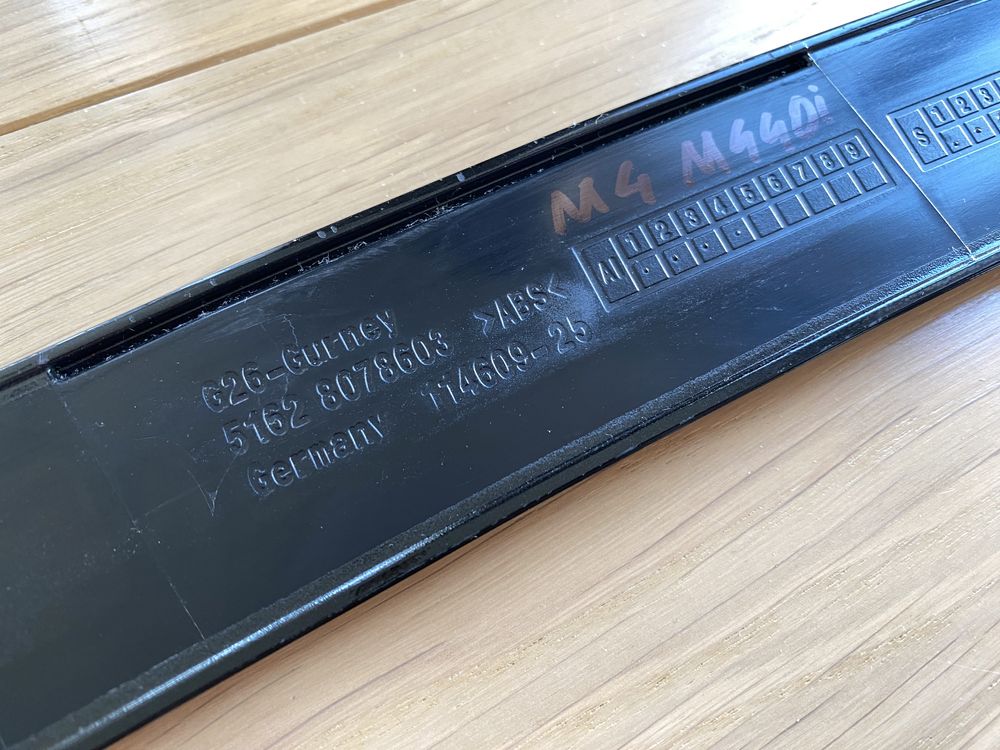 M4 M440i
S 1 2 3
AI 1 2 3 4 5 6 7 8 9
G26-Gurney
5162 8078603 >ABS<
Germany 114609-25